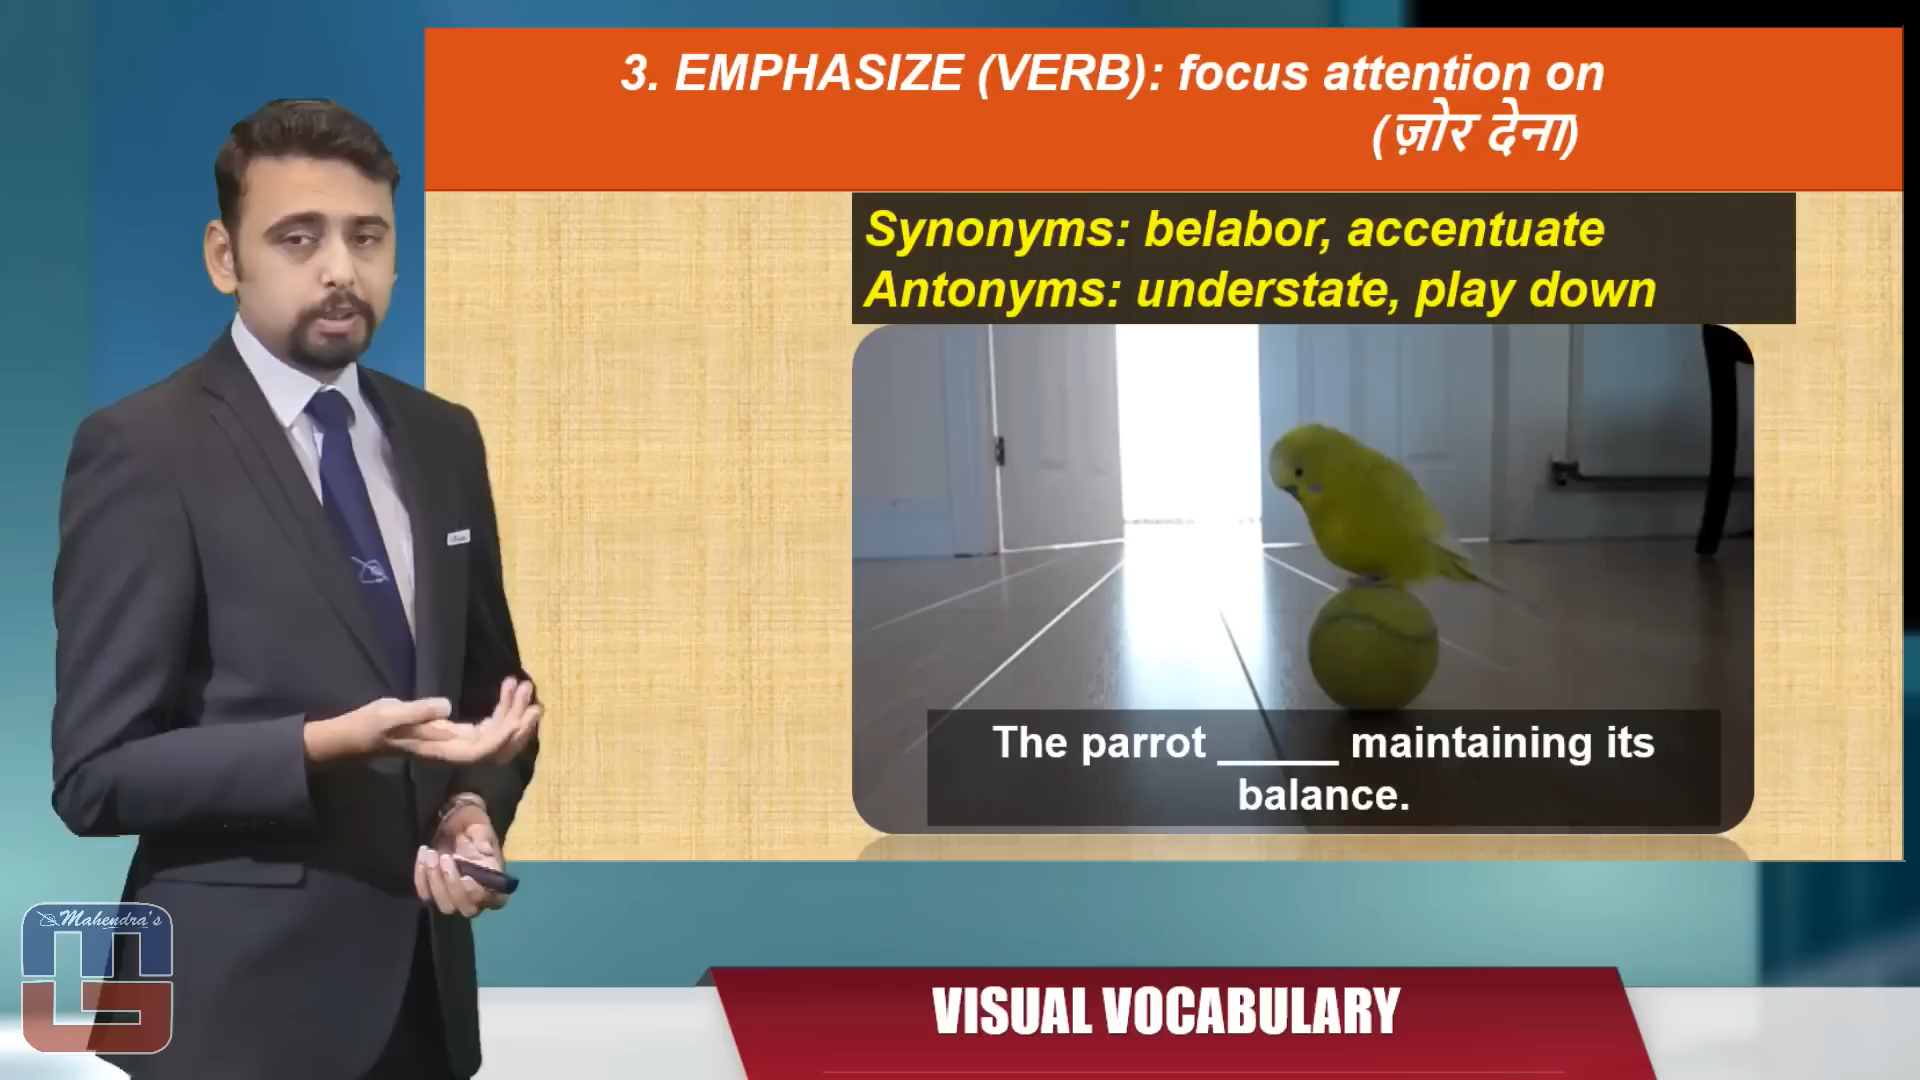 3. EMPHASIZE (VERB): focus attention on
(ज़ोर देना)
Synonyms: belabor, accentuate
Antonyms: understate, play down
The parrot _____ maintaining its
balance.
Mahendra's
VISUAL VOCABULARY